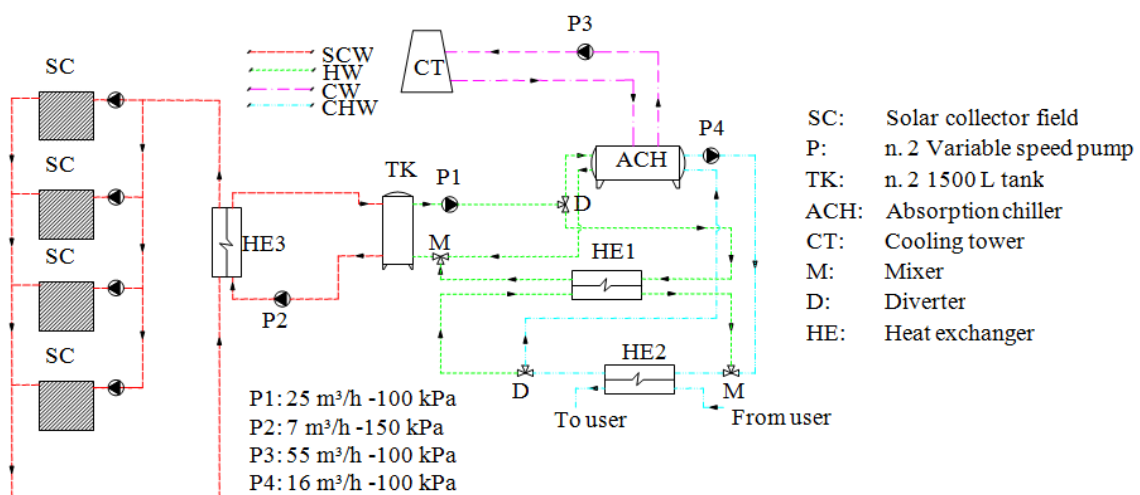 P3
SCW
HW
CW
CHW
CT
SC
SC
SC
SC
P4
ACH
TK
P1
D
HE3
M
HE1
P2
HE2
D
M
To user
From user
P1: 25 m³/h -100 kPa
P2: 7 m³/h -150 kPa
P3: 55 m³/h -100 kPa
P4: 16 m³/h -100 kPa
SC: Solar collector field
P: n. 2 Variable speed pump
TK: n. 2 1500 L tank
ACH: Absorption chiller
CT: Cooling tower
M: Mixer
D: Diverter
HE: Heat exchanger